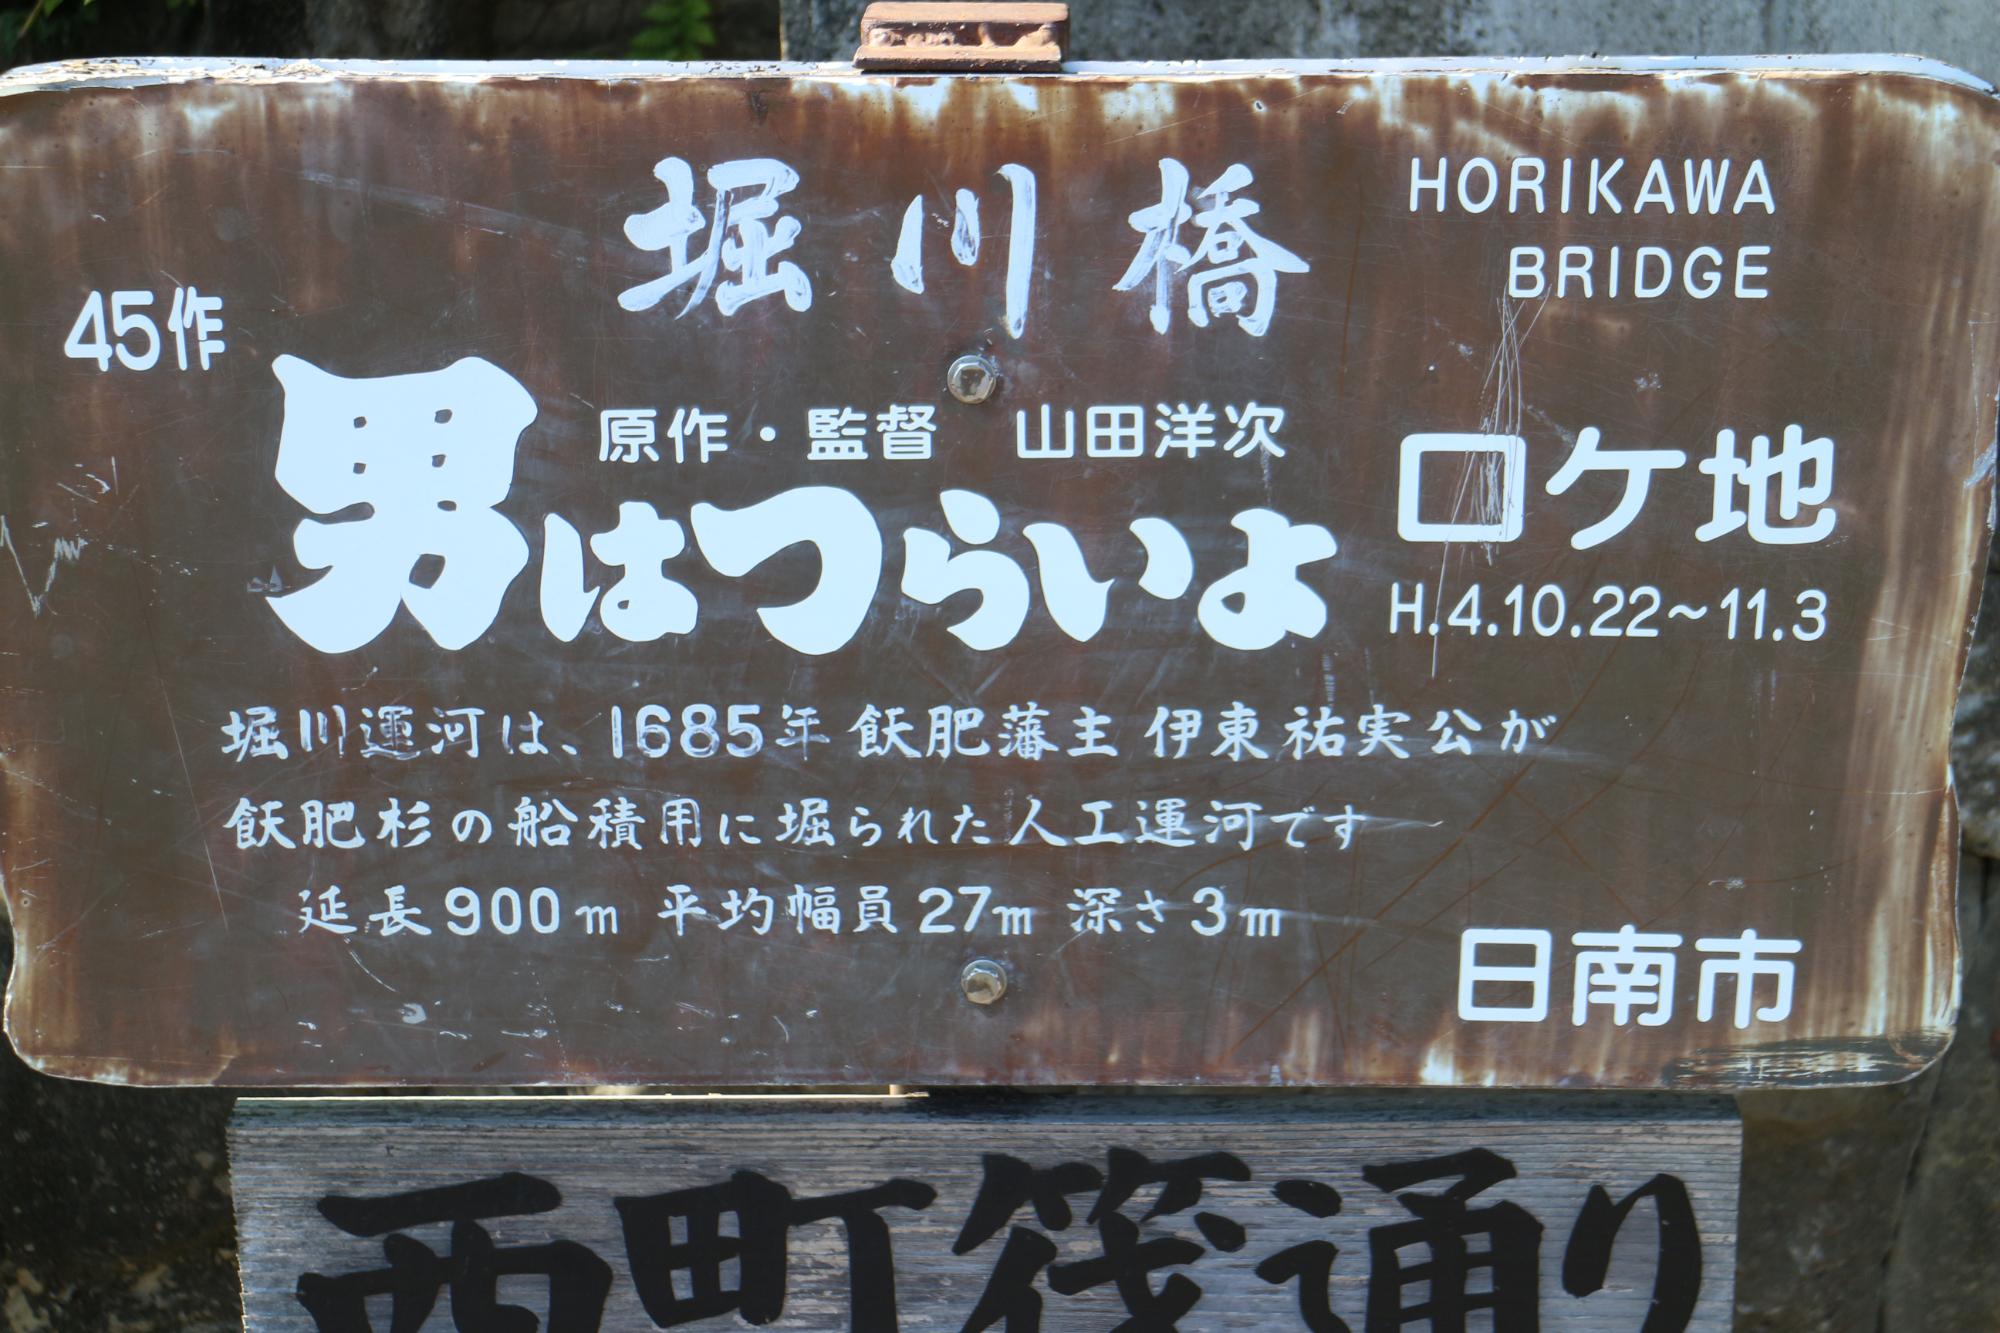 堀川橋
HORIKAWA
BRIDGE
45作
原作・監督 山田洋次
男はつらいよ
ロケ地
H.4.10.22~11.3
堀川運河は、1685年 飫肥藩主 伊東祐実公が
飫肥杉の船積用に堀られた人工運河です
延長900m 平均幅員27m 深さ3m
日南市
西町筏通り